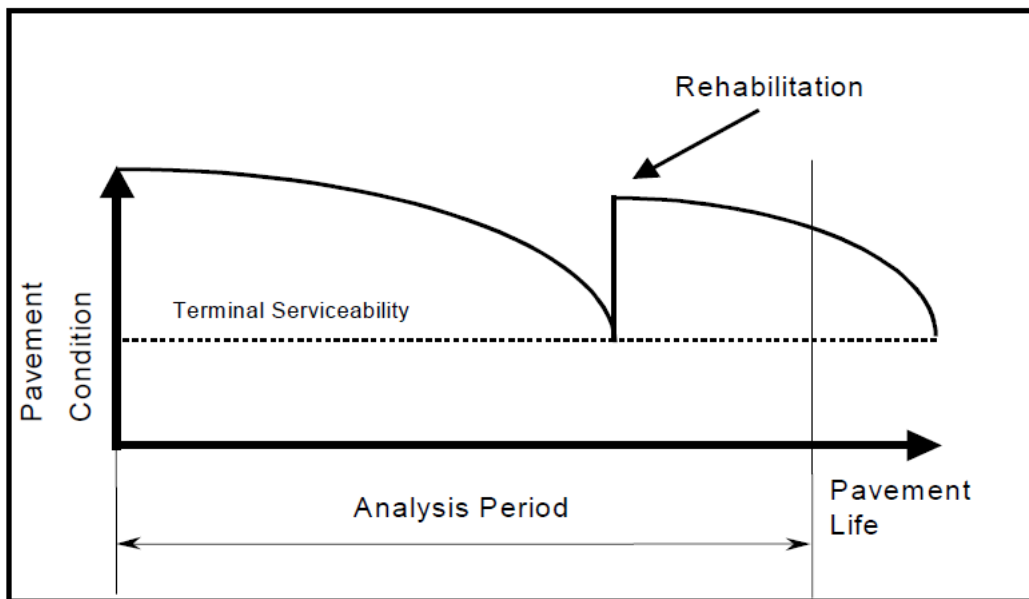 Rehabilitation
Terminal Serviceability
Pavement
Condition
Analysis Period
Pavement
Life